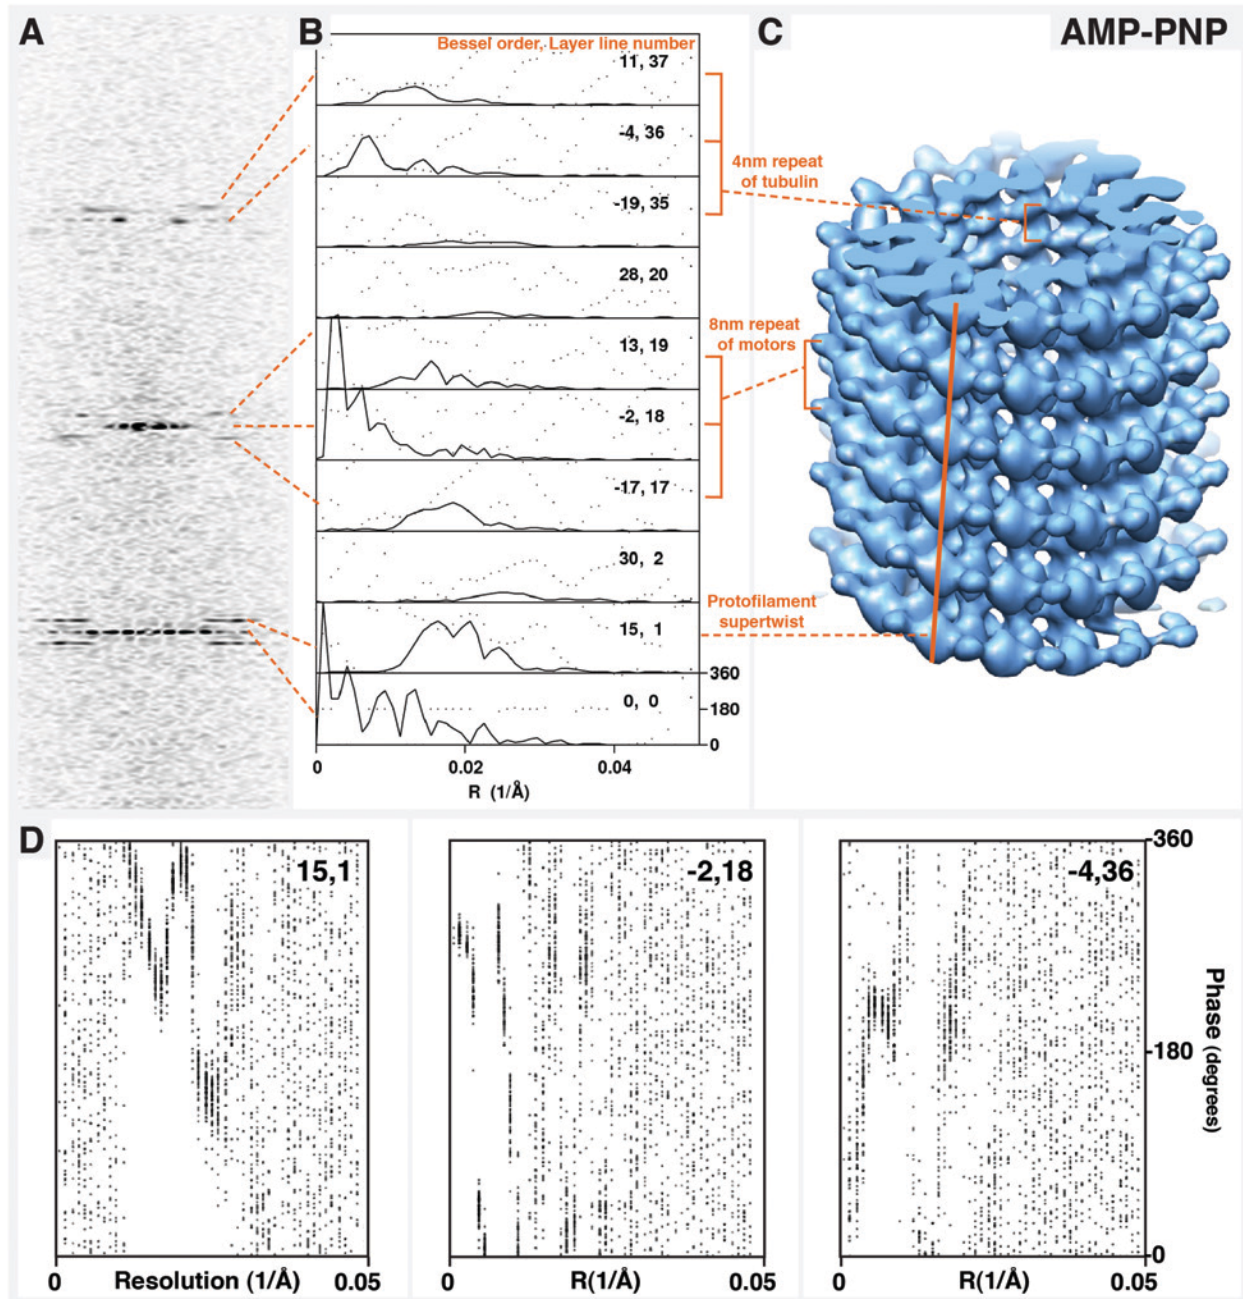 A
B
C
AMP-PNP
Bessel order, Layer line number
11, 37
-4, 36
-19, 35
28, 20
13, 19
-2, 18
-17, 17
30, 2
15, 1
0, 0
360
180
0
0
0.02
0.04
R (1/Å)
4nm repeat
of tubulin
8nm repeat
of motors
Protofilament
supertwist
D
15,1
0
Resolution (1/Å)
0.05
-2,18
0
R(1/Å)
0.05
-4,36
0
R(1/Å)
0.05
-360
-180
-0
Phase (degrees)